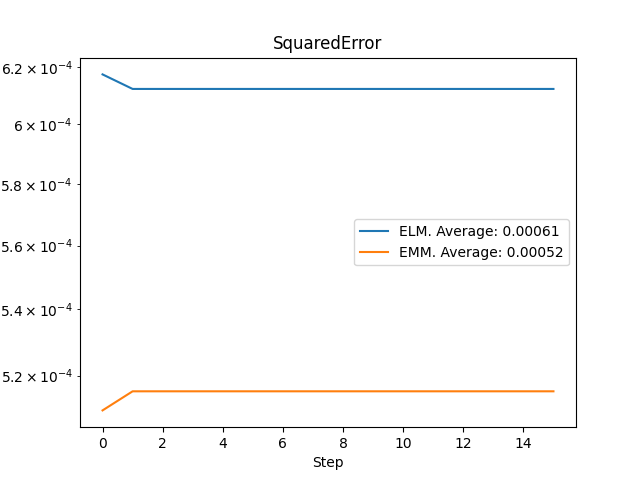 SquaredError
6.2 × 10⁻⁴
6 × 10⁻⁴
5.8 × 10⁻⁴
5.6 × 10⁻⁴
5.4 × 10⁻⁴
5.2 × 10⁻⁴
ELM. Average: 0.00061
EMM. Average: 0.00052
0 2 4 6 8 10 12 14
Step